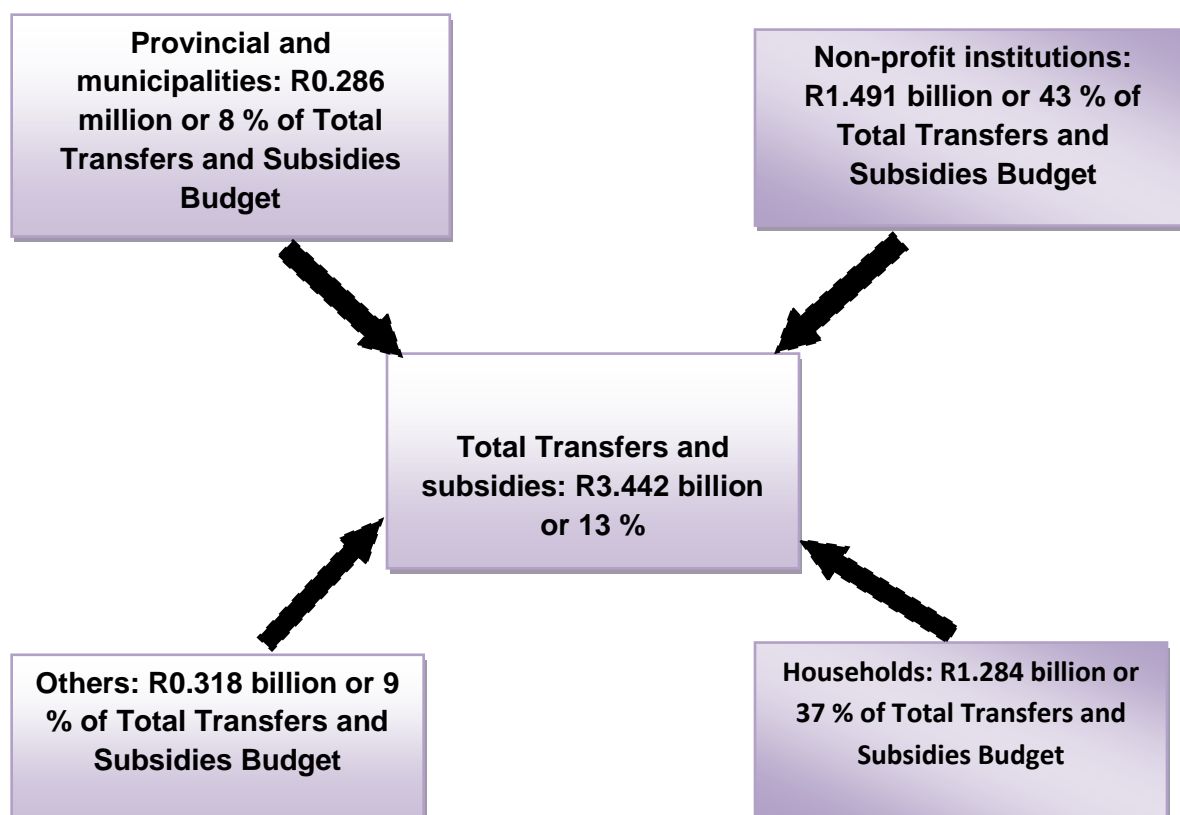 Provincial and
municipalities: R0.286
million or 8 % of Total
Transfers and Subsidies
Budget
Non-profit institutions:
R1.491 billion or 43 % of
Total Transfers and
Subsidies Budget
Total Transfers and
subsidies: R3.442 billion
or 13 %
Others: R0.318 billion or 9
% of Total Transfers and
Subsidies Budget
Households: R1.284 billion or
37 % of Total Transfers and
Subsidies Budget